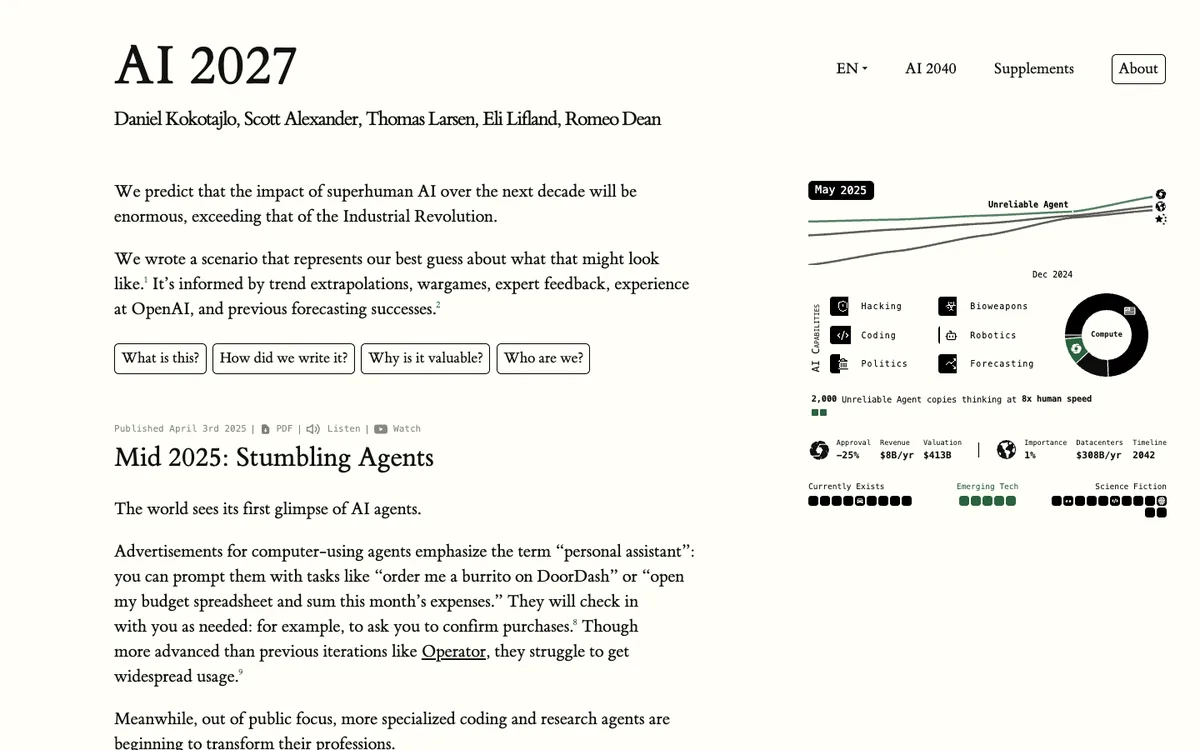 AI 2027
EN
AI 2040
Supplements
About
Daniel Kokotajlo, Scott Alexander, Thomas Larsen, Eli Lifland, Romeo Dean
We predict that the impact of superhuman AI over the next decade will be
enormous, exceeding that of the Industrial Revolution.
We wrote a scenario that represents our best guess about what that might look
like.1 It’s informed by trend extrapolations, wargames, expert feedback, experience
at OpenAI, and previous forecasting successes.2
What is this?
How did we write it?
Why is it valuable?
Who are we?
Published April 3rd 2025 | PDF | Listen | Watch
Mid 2025: Stumbling Agents
The world sees its first glimpse of AI agents.
Advertisements for computer-using agents emphasize the term “personal assistant”:
you can prompt them with tasks like “order me a burrito on DoorDash” or “open
my budget spreadsheet and sum this month’s expenses.” They will check in
with you as needed: for example, to ask you to confirm purchases.8 Though
more advanced than previous iterations like Operator, they struggle to get
widespread usage.9
Meanwhile, out of public focus, more specialized coding and research agents are
beginning to transform their professions.
May 2025
Unreliable Agent
Dec 2024
AI Capabilities
Hacking
Bioweapons
Coding
Robotics
Politics
Forecasting
Compute
2,000 Unreliable Agent copies thinking at 8x human speed
Approval Revenue Valuation
-25% $8B/yr $413B
Importance Datacenters Timeline
1% $308B/yr 2042
Currently Exists
Emerging Tech
Science Fiction